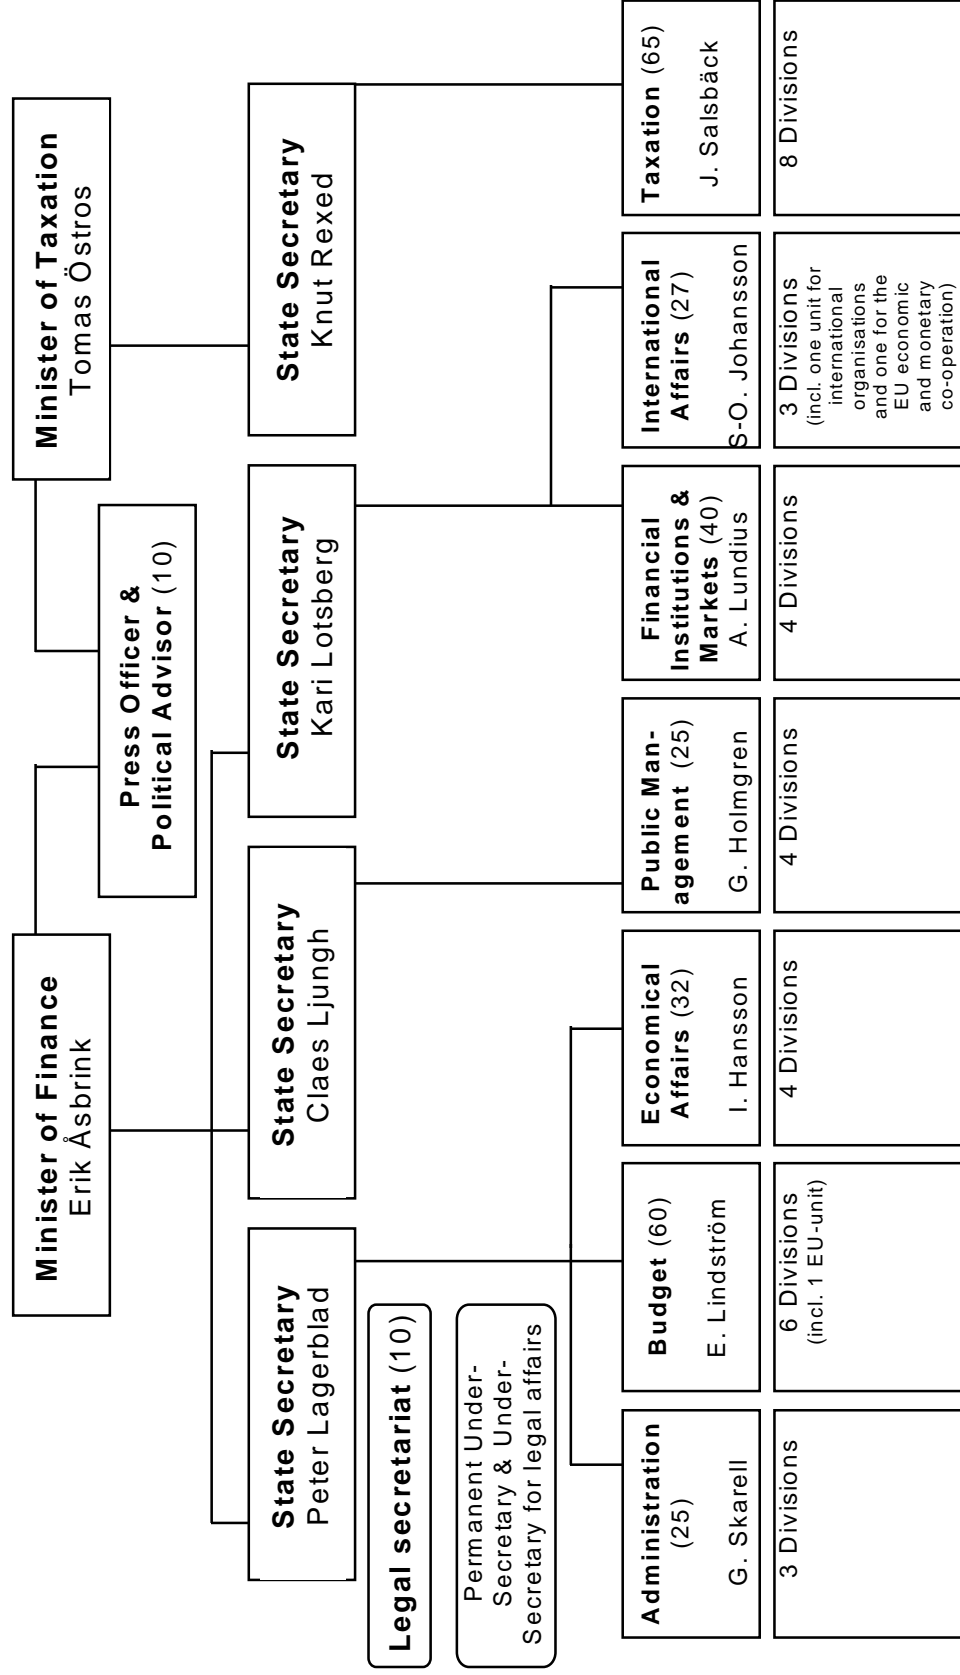 Minister of Finance
Erik Åsbrink
Minister of Taxation
Tomas Östros
Press Officer &
Political Advisor (10)
State Secretary
Peter Lagerblad
State Secretary
Claes Ljungh
State Secretary
Kari Lotsberg
State Secretary
Knut Rexed
Legal secretariat (10)
Permanent Under-
Secretary & Under-
Secretary for legal affairs
Administration
(25)
G. Skarell
Budget (60)
E. Lindström
Economical
Affairs (32)
I. Hansson
Public Man-
agement (25)
G. Holmgren
Financial
Institutions &
Markets (40)
A. Lundius
International
Affairs (27)
S-O. Johansson
Taxation (65)
J. Salsbäck
3 Divisions
6 Divisions
(incl. 1 EU-unit)
4 Divisions
4 Divisions
4 Divisions
3 Divisions
(incl. one unit for
international
organisations
and one for the
EU economic
and monetary
co-operation)
8 Divisions